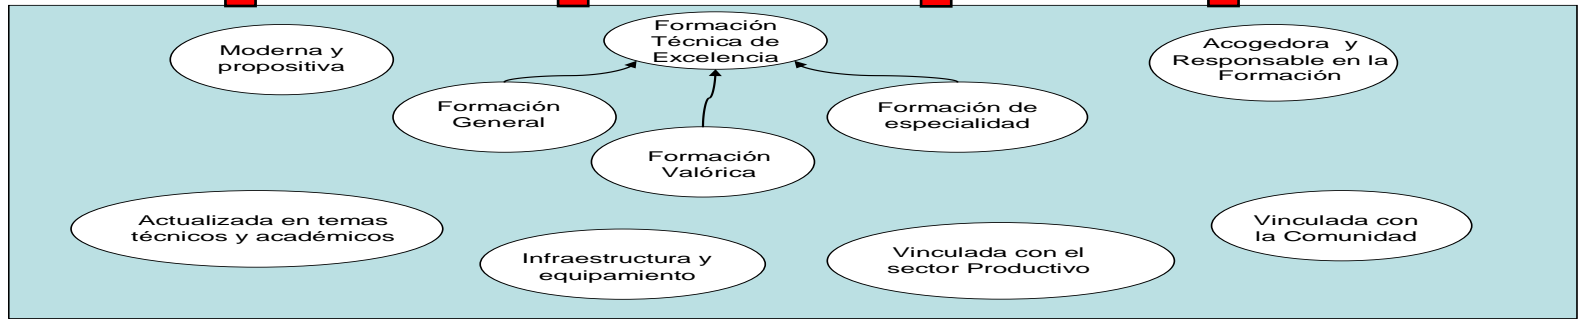 Moderna y
propositiva
Formación
Técnica de
Excelencia
Acogedora y
Responsable en la
Formación
Formación
General
Formación de
especialidad
Formación
Valórica
Actualizada en temas
técnicos y académicos
Infraestructura y
equipamiento
Vinculada con el
sector Productivo
Vinculada con
la Comunidad